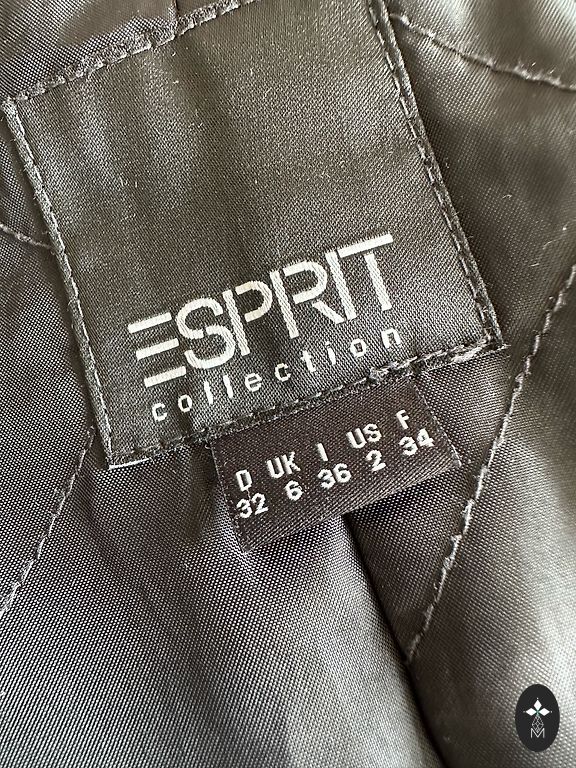 ESPRIT
collection
D UK I US F
32 6 36 2 34
M